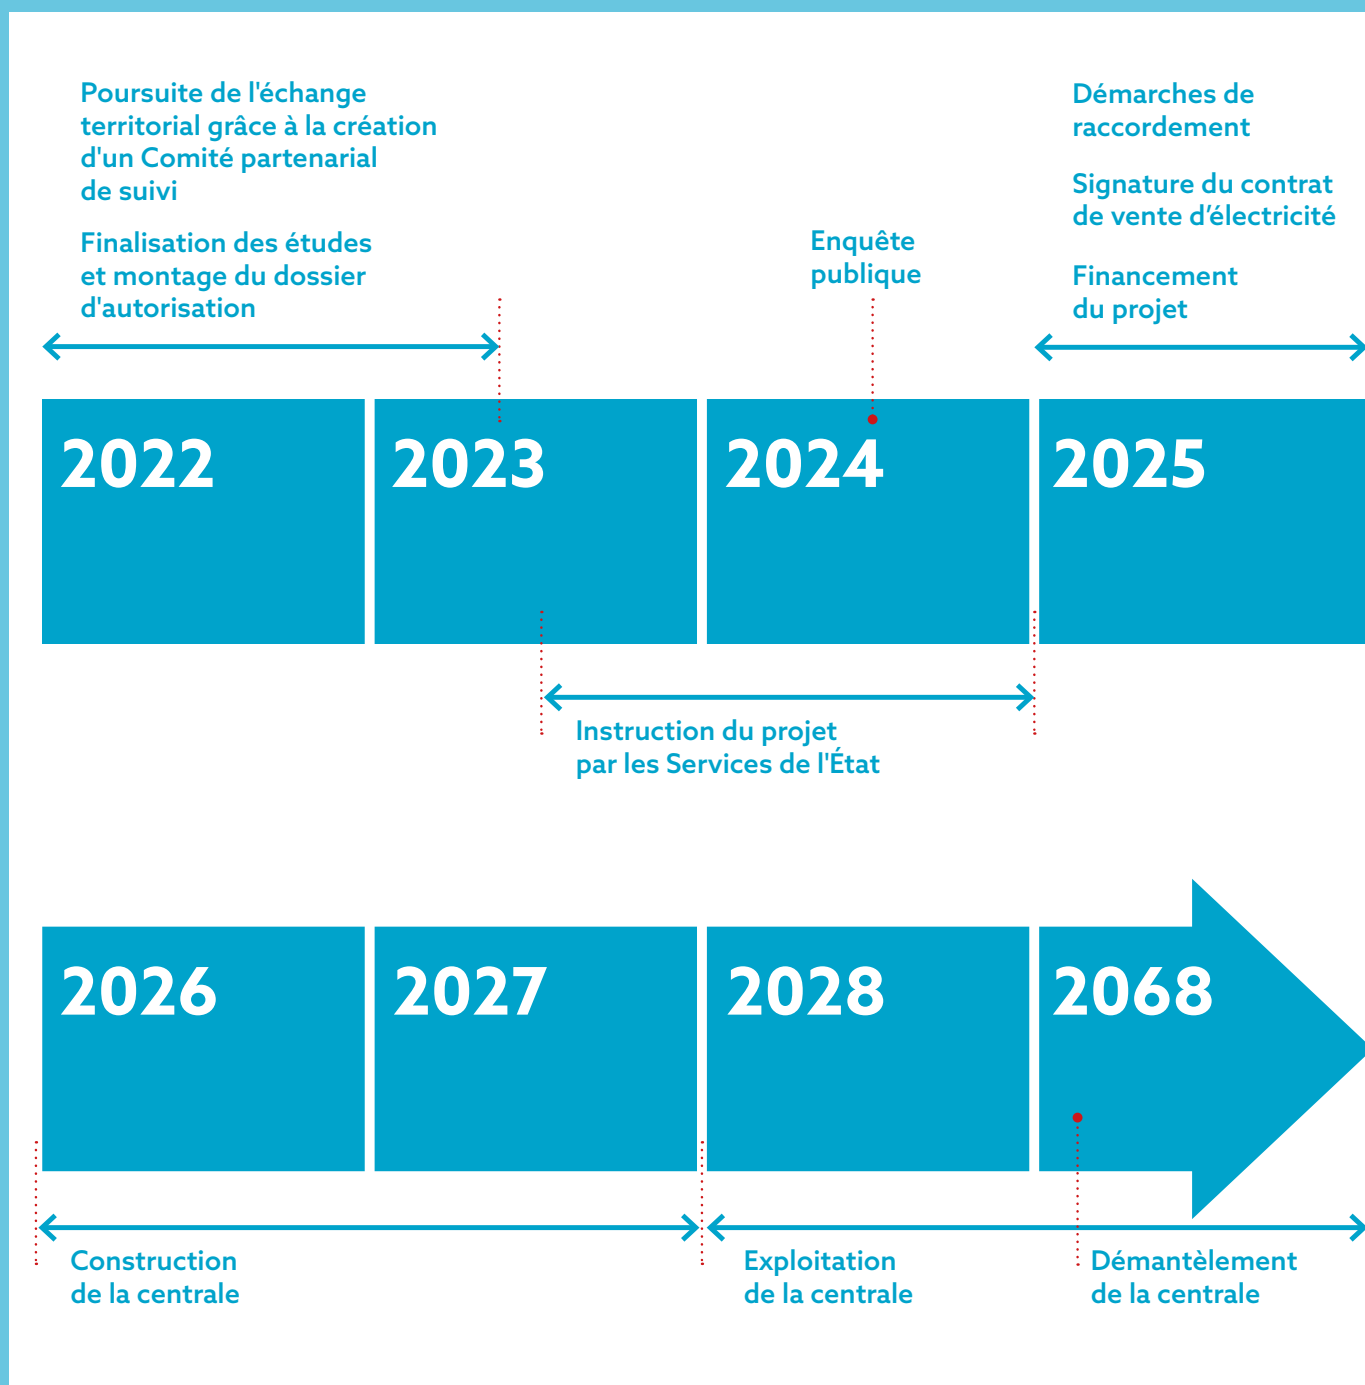 Poursuite de l'échange
territorial grâce à la création
d'un Comité partenarial
de suivi
Finalisation des études
et montage du dossier
d'autorisation
Enquête
publique
Démarches de
raccordement
Signature du contrat
de vente d’électricité
Financement
du projet
2022
2023
2024
2025
Instruction du projet
par les Services de l'État
2026
2027
2028
2068
Construction
de la centrale
Exploitation
de la centrale
Démantèlement
de la centrale